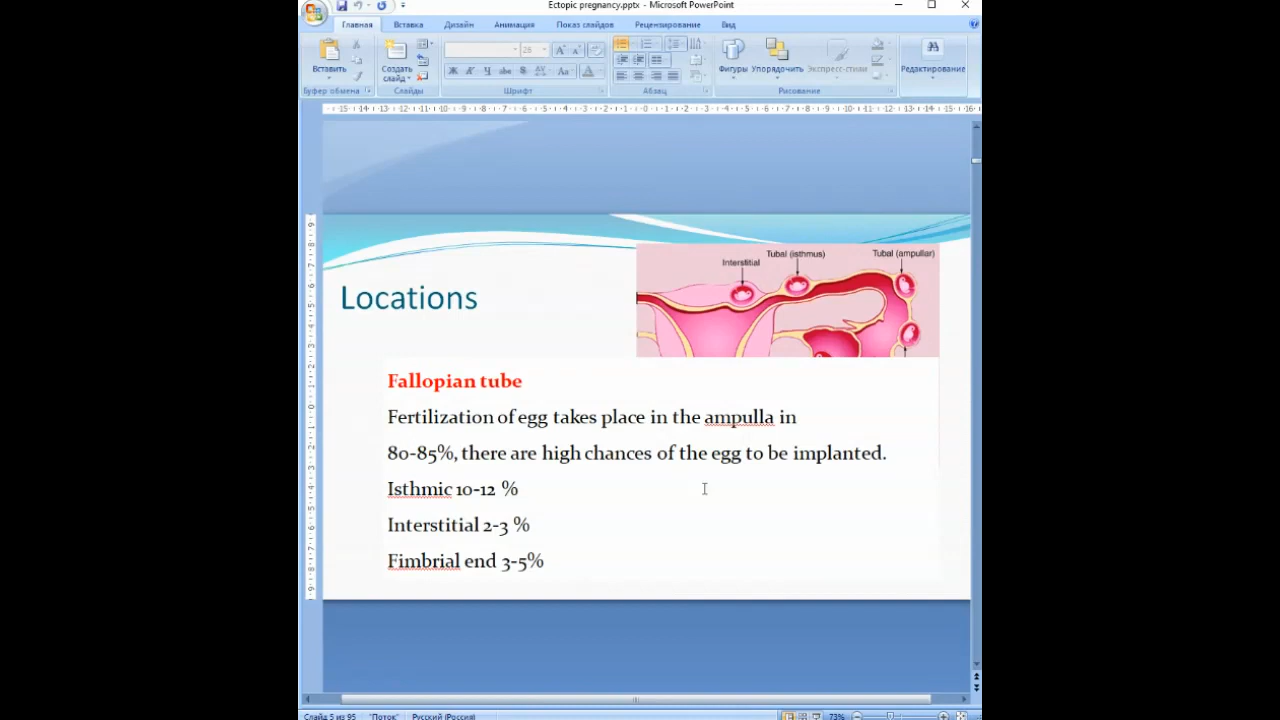 Ectopic pregnancy.pptx - Microsoft PowerPoint
Главная Вставка Дизайн Анимация Показ слайдов Рецензирование Вид
26
Вставить
Создать слайд
Фигуры Упорядочить Экспресс-стили
Редактирование
Буфер обмена Слайды Шрифт Абзац Рисование
Interstitial
Tubal (isthmus)
Tubal (ampullar)
Locations
Fallopian tube
Fertilization of egg takes place in the ampulla in
80-85%, there are high chances of the egg to be implanted.
Isthmic 10-12 %
Interstitial 2-3 %
Fimbrial end 3-5%
Слайд 5 из 95 "Поток" Русский (Россия) 73%